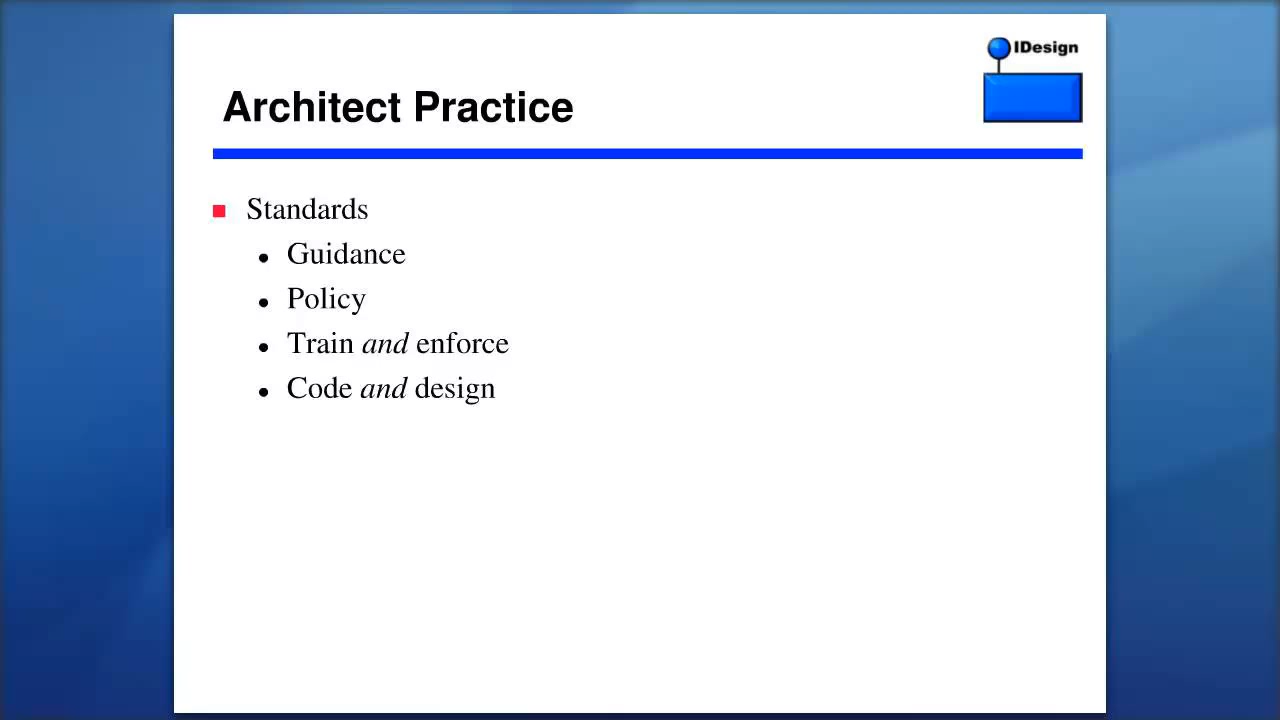 IDesign
Architect Practice
Standards
Guidance
Policy
Train and enforce
Code and design